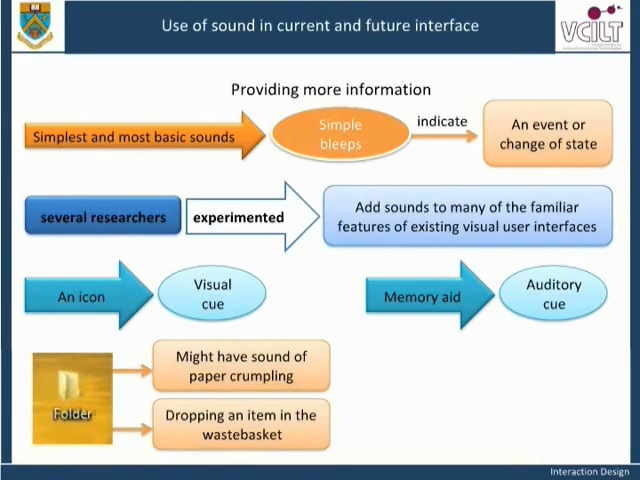 Use of sound in current and future interface
VCILT
Providing more information
Simplest and most basic sounds
Simple
bleeps
indicate
An event or
change of state
several researchers
experimented
Add sounds to many of the familiar
features of existing visual user interfaces
An icon
Visual
cue
Memory aid
Auditory
cue
Folder
Might have sound of
paper crumpling
Dropping an item in the
wastebasket
Interaction Design